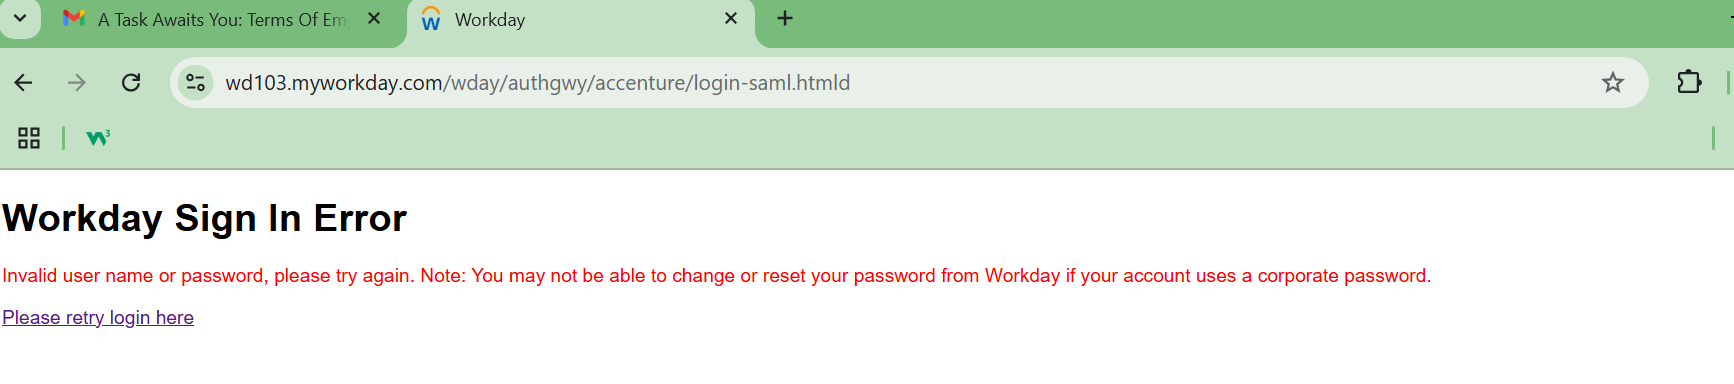 A Task Awaits You: Terms Of Em
Workday
wd103.myworkday.com/wday/authgwy/accenture/login-saml.htmld
W3
Workday Sign In Error
Invalid user name or password, please try again. Note: You may not be able to change or reset your password from Workday if your account uses a corporate password.
Please retry login here